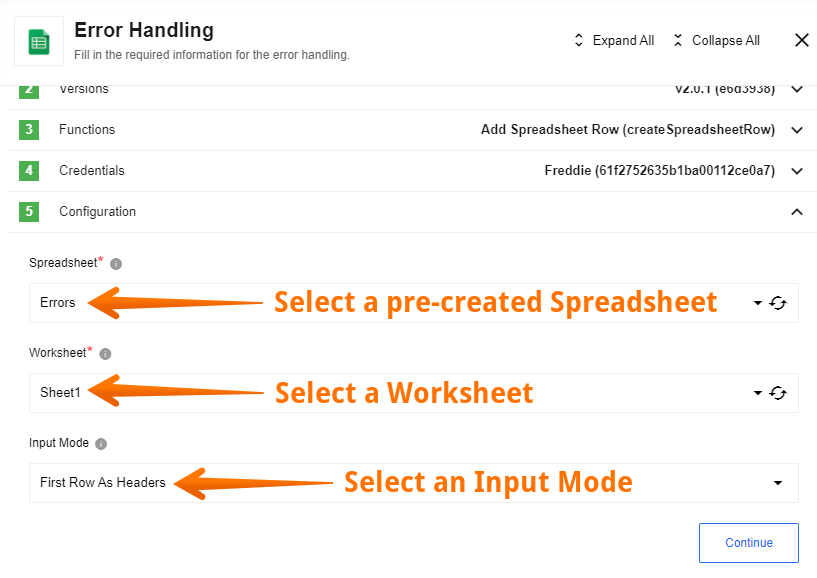 Error Handling
Fill in the required information for the error handling.
Expand All
Collapse All
2 Versions v2.0.1 (e6d3938)
3 Functions Add Spreadsheet Row (createSpreadsheetRow)
4 Credentials Freddie (61f2752635b1ba00112ce0a7)
5 Configuration
Spreadsheet*
Errors Select a pre-created Spreadsheet
Worksheet*
Sheet1 Select a Worksheet
Input Mode
First Row As Headers Select an Input Mode
Continue